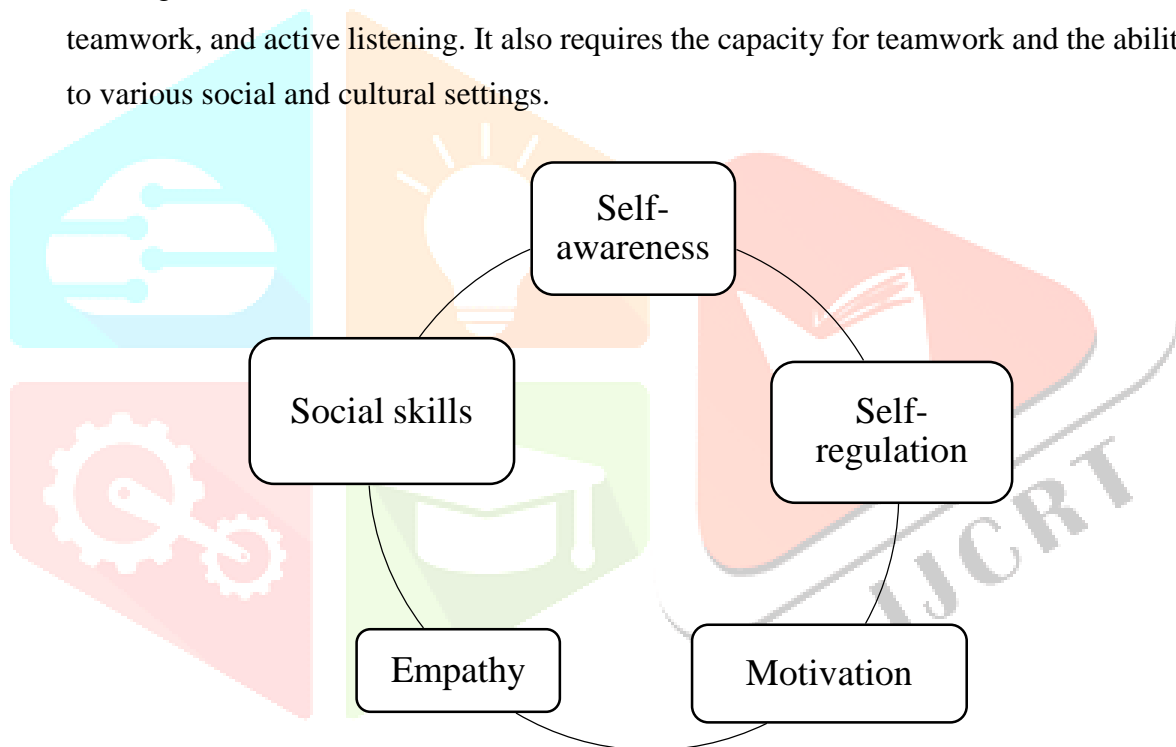 teamwork, and active listening. It also requires the capacity for teamwork and the abilit
to various social and cultural settings.
Self-
awareness
Social skills
Self-
regulation
Empathy
Motivation
IJCRT